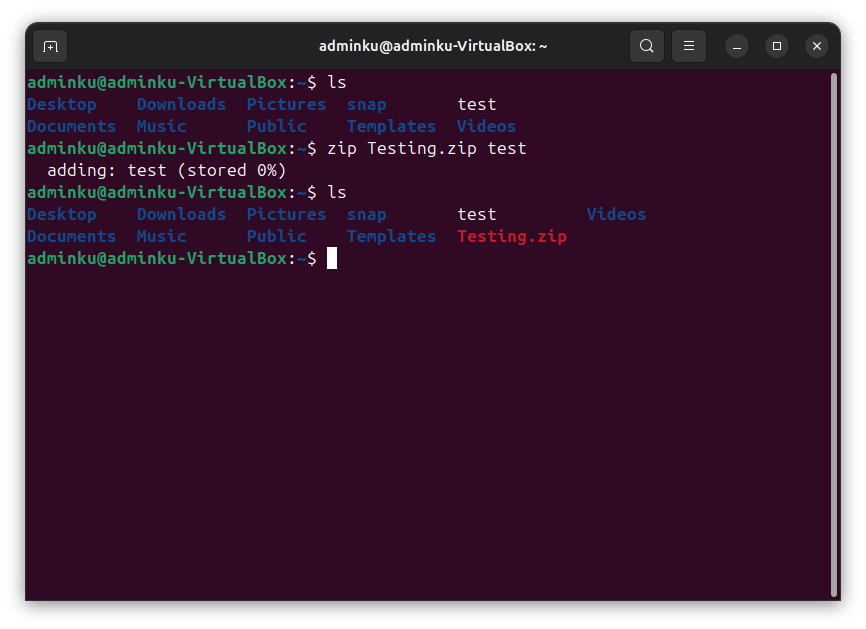 adminku@adminku-VirtualBox: ~
adminku@adminku-VirtualBox:~$ ls
Desktop    Downloads  Pictures  snap       test
Documents  Music      Public    Templates  Videos
adminku@adminku-VirtualBox:~$ zip Testing.zip test
  adding: test (stored 0%)
adminku@adminku-VirtualBox:~$ ls
Desktop    Downloads  Pictures  snap       test         Videos
Documents  Music      Public    Templates  Testing.zip
adminku@adminku-VirtualBox:~$